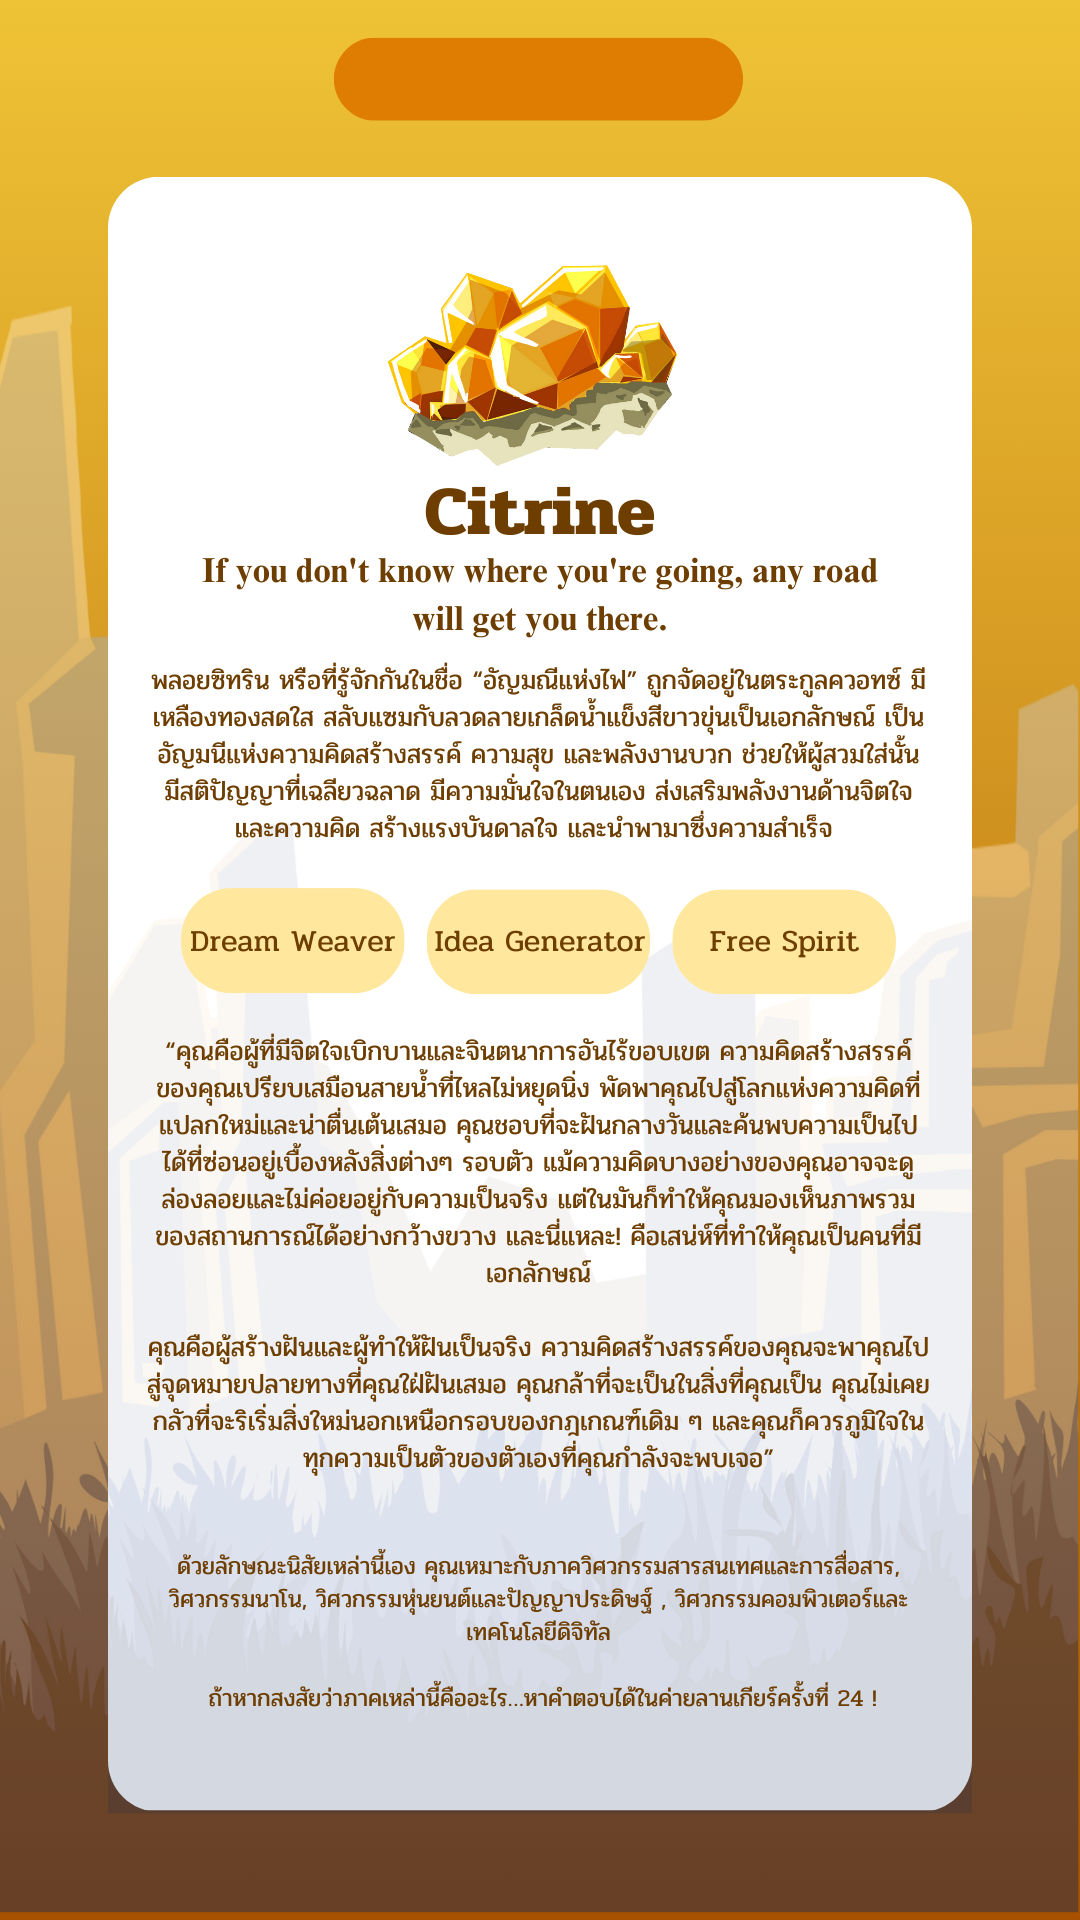 Citrine
If you don't know where you're going, any road
will get you there.
พลอยซิทริน หรือที่รู้จักกันในชื่อ “อัญมณีแห่งไฟ” ถูกจัดอยู่ในตระกูลควอทซ์ มี
เหลืองทองสดใส สลับแซมกับลวดลายเกล็ดน้ำแข็งสีขาวขุ่นเป็นเอกลักษณ์ เป็น
อัญมนีแห่งความคิดสร้างสรรค์ ความสุข และพลังงานบวก ช่วยให้ผู้สวมใส่นั้น
มีสติปัญญาที่เฉลียวฉลาด มีความมั่นใจในตนเอง ส่งเสริมพลังงานด้านจิตใจ
และความคิด สร้างแรงบันดาลใจ และนำพามาซึ่งความสำเร็จ
Dream Weaver Idea Generator Free Spirit
“คุณคือผู้ที่มีจิตใจเบิกบานและจินตนาการอันไร้ขอบเขต ความคิดสร้างสรรค์
ของคุณเปรียบเสมือนสายน้ำที่ไหลไม่หยุดนิ่ง พัดพาคุณไปสู่โลกแห่งความคิดที่
แปลกใหม่และน่าตื่นเต้นเสมอ คุณชอบที่จะฝันกลางวันและค้นพบความเป็นไป
ได้ที่ซ่อนอยู่เบื้องหลังสิ่งต่างๆ รอบตัว แม้ความคิดบางอย่างของคุณอาจจะดู
ล่องลอยและไม่ค่อยอยู่กับความเป็นจริง แต่ในมันก็ทำให้คุณมองเห็นภาพรวม
ของสถานการณ์ได้อย่างกว้างขวาง และนี่แหละ! คือเสน่ห์ที่ทำให้คุณเป็นคนที่มี
เอกลักษณ์
คุณคือผู้สร้างฝันและผู้ทำให้ฝันเป็นจริง ความคิดสร้างสรรค์ของคุณจะพาคุณไป
สู่จุดหมายปลายทางที่คุณใฝ่ฝันเสมอ คุณกล้าที่จะเป็นในสิ่งที่คุณเป็น คุณไม่เคย
กลัวที่จะริเริ่มสิ่งใหม่นอกเหนือกรอบของกฎเกณฑ์เดิม ๆ และคุณก็ควรภูมิใจใน
ทุกความเป็นตัวของตัวเองที่คุณกำลังจะพบเจอ”
ด้วยลักษณะนิสัยเหล่านี้เอง คุณเหมาะกับภาควิศวกรรมสารสนเทศและการสื่อสาร,
วิศวกรรมนาโน, วิศวกรรมหุ่นยนต์และปัญญาประดิษฐ์ , วิศวกรรมคอมพิวเตอร์และ
เทคโนโลยีดิจิทัล
ถ้าหากสงสัยว่าภาคเหล่านี้คืออะไร...หาคำตอบได้ในค่ายลานเกียร์ครั้งที่ 24 !